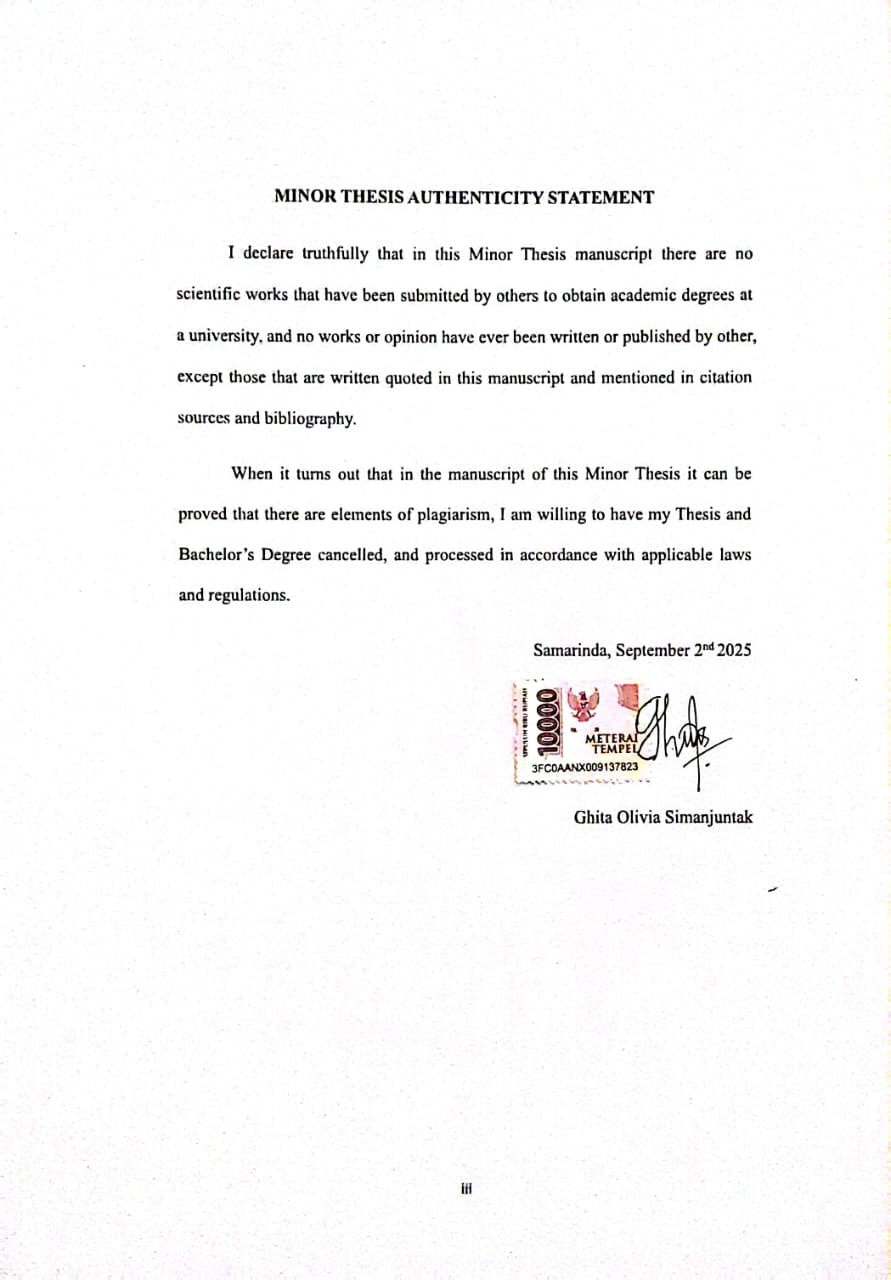 MINOR THESIS AUTHENTICITY STATEMENT
I declare truthfully that in this Minor Thesis manuscript there are no
scientific works that have been submitted by others to obtain academic degrees at
a university, and no works or opinion have ever been written or published by other,
except those that are written quoted in this manuscript and mentioned in citation
sources and bibliography.
When it turns out that in the manuscript of this Minor Thesis it can be
proved that there are elements of plagiarism, I am willing to have my Thesis and
Bachelor's Degree cancelled, and processed in accordance with applicable laws
and regulations.
Samarinda, September 2nd 2025
10000
METERAI
TEMPEL
3FC0AANX009137823
Ghita Olivia Simanjuntak
iii